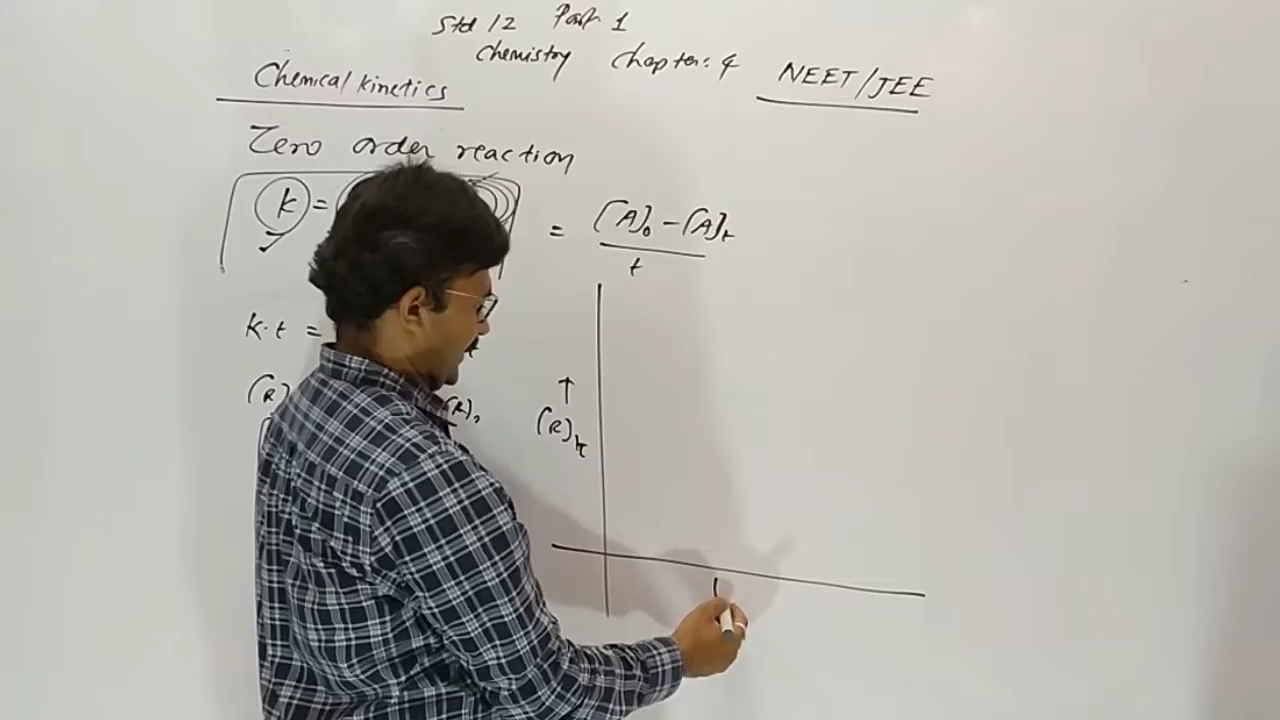 Std 12 Part 1
Chemistry Chapter: 4
NEET/JEE
Chemical kinetics
Zero order reaction
k =
= [A]₀ - [A]t
t
k.t =
[R]
[R]₀
↑
[R]t